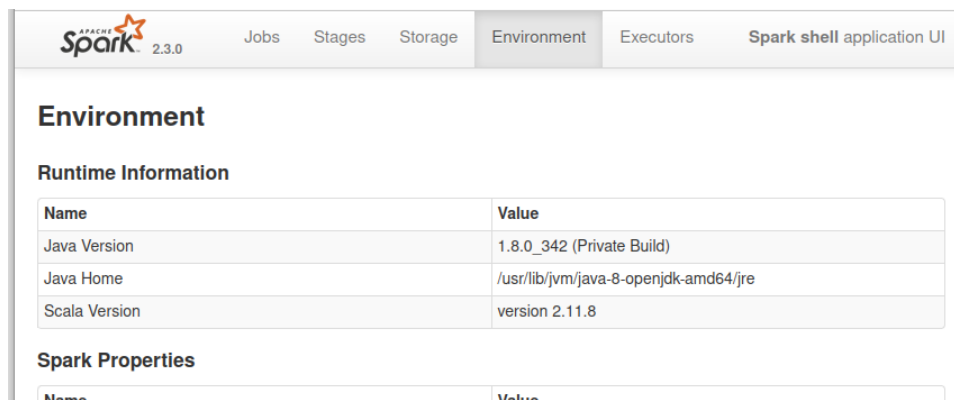 APACHE
Spark 2.3.0 Jobs Stages Storage Environment Executors Spark shell application UI
Environment
Runtime Information
Name Value
Java Version 1.8.0_342 (Private Build)
Java Home /usr/lib/jvm/java-8-openjdk-amd64/jre
Scala Version version 2.11.8
Spark Properties
Name Value